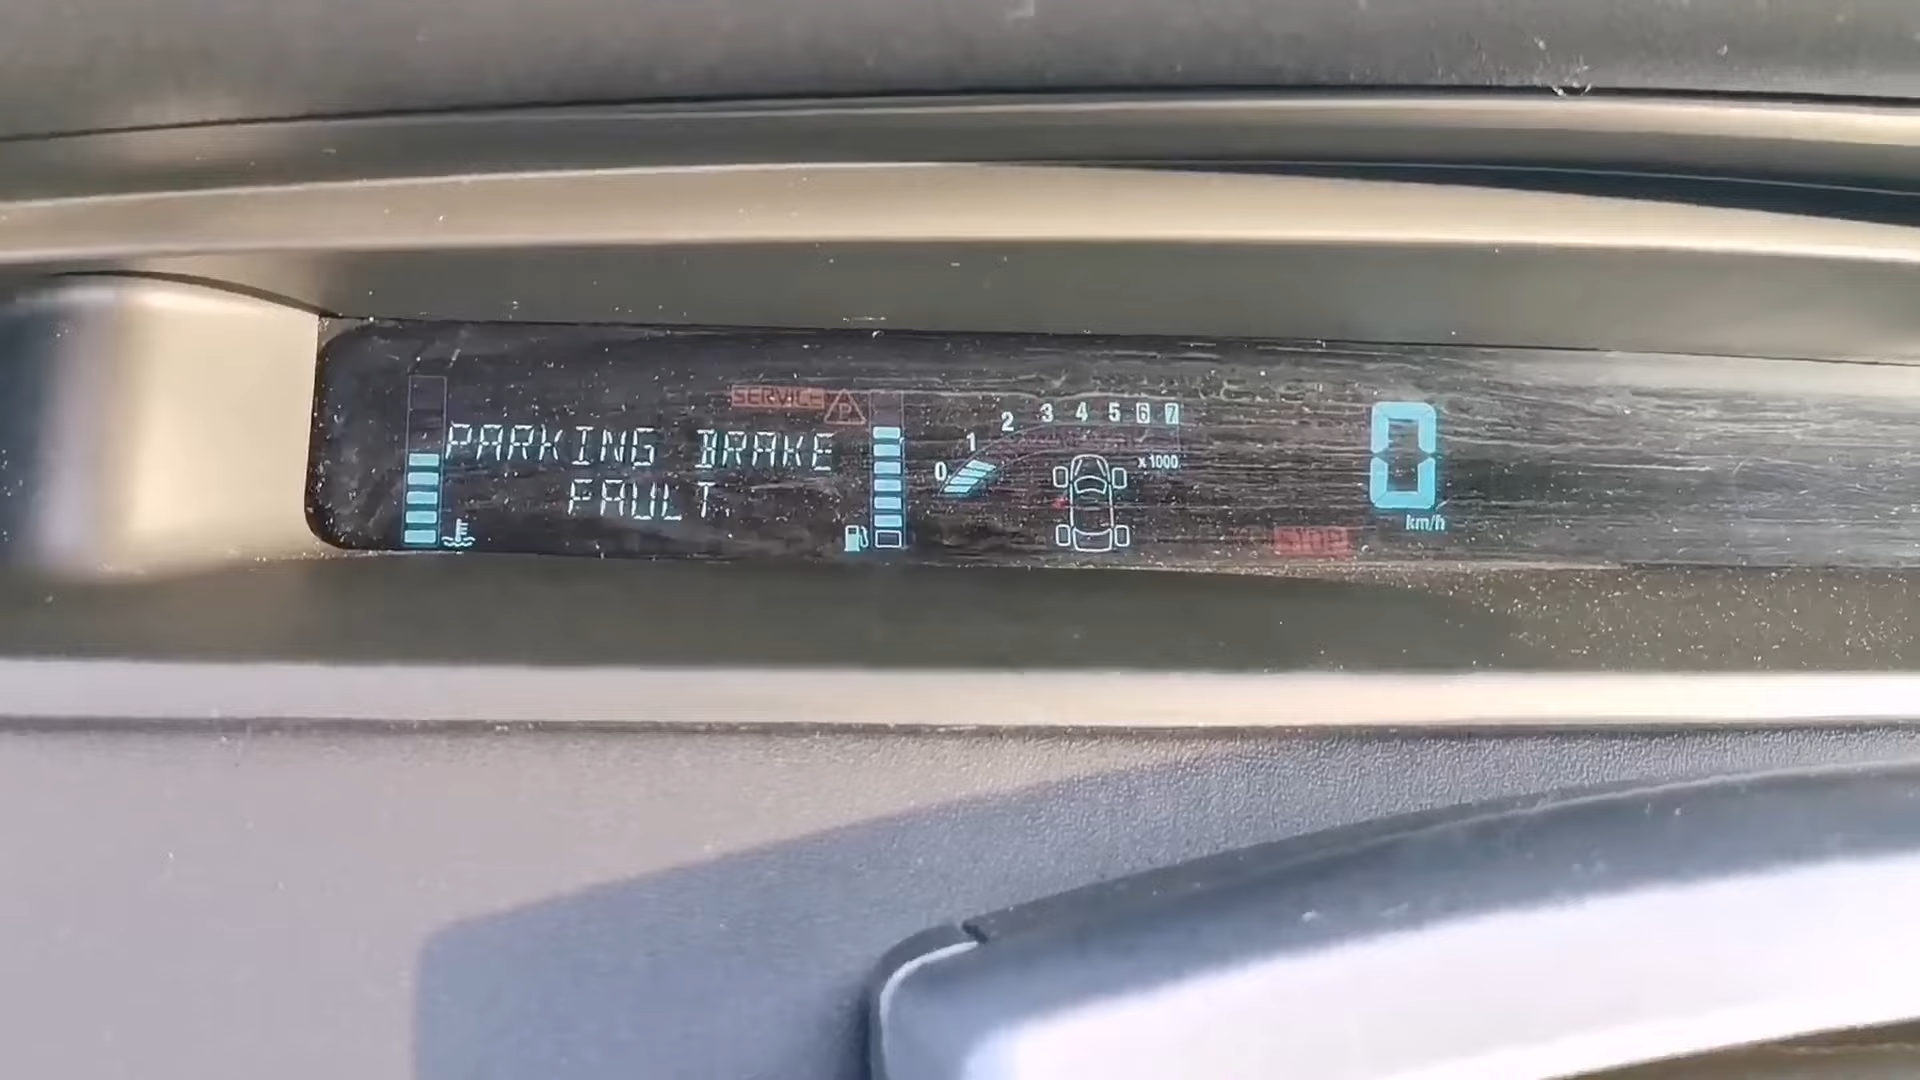 SERVICE
P
PARKING BRAKE
FAULT
0 1 2 3 4 5 6 7
x 1000
0
km/h
STOP